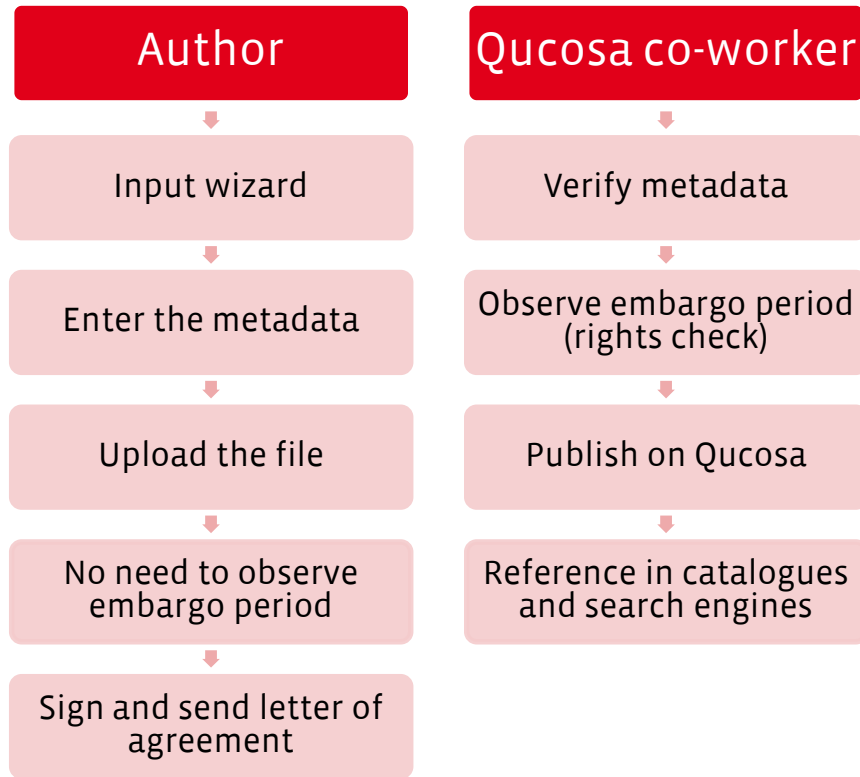 Author
Input wizard
Enter the metadata
Upload the file
No need to observe
embargo period
Sign and send letter of
agreement
Qucosa co-worker
Verify metadata
Observe embargo period
(rights check)
Publish on Qucosa
Reference in catalogues
and search engines